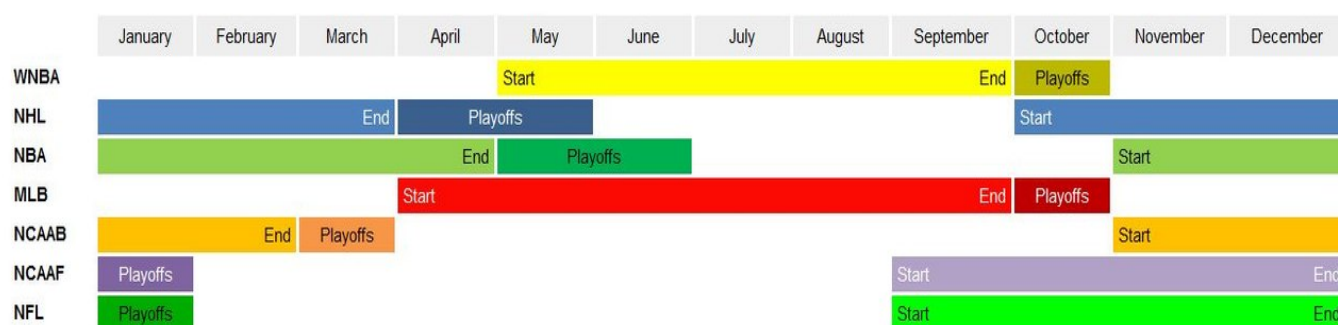 January February March April May June July August September October November December
WNBA Start End Playoffs
NHL End Playoffs Start
NBA End Playoffs Start
MLB Start End Playoffs
NCAAB End Playoffs Start
NCAAF Playoffs Start End
NFL Playoffs Start End